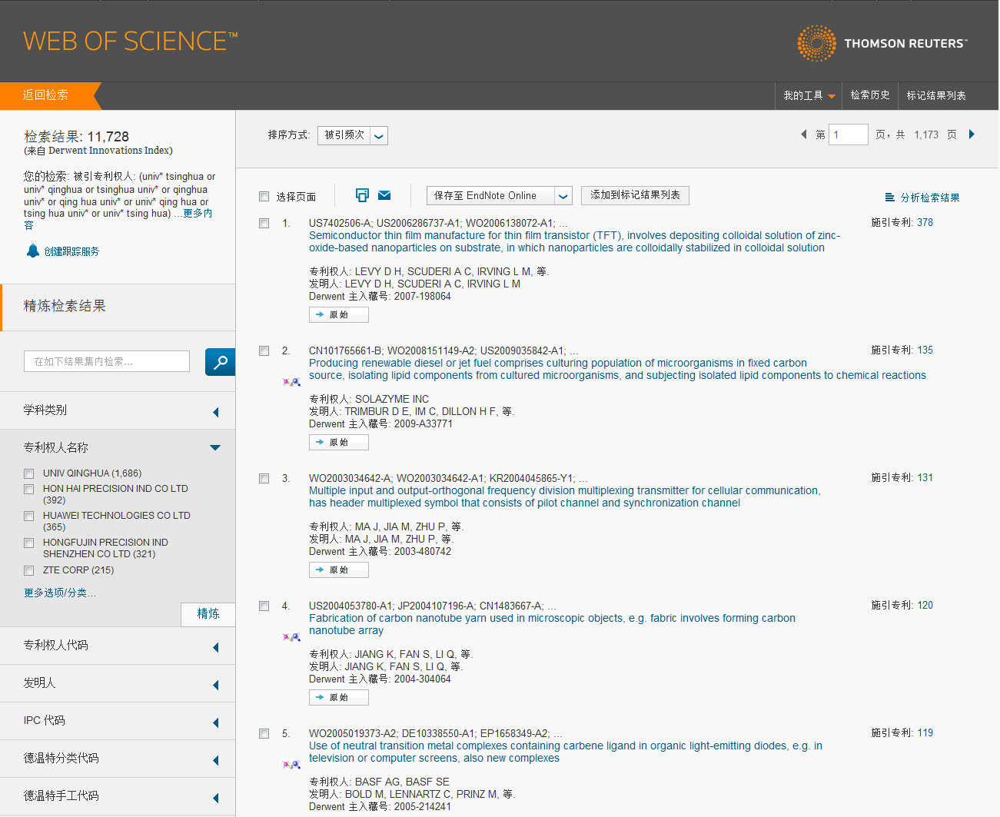 WEB OF SCIENCE™
THOMSON REUTERS™
返回检索
我的工具
检索历史
标记结果列表
检索结果: 11,728
(来自 Derwent Innovations Index)
您的检索: 被引专利权人: (univ* tsinghua or
univ* qinghua or tsinghua univ* or qinghua
univ* or qing hua univ* or univ* qing hua or
tsing hua univ* or univ* tsing hua) ...更多内
容
创建跟踪服务
精炼检索结果
在如下结果集内检索...
学科类别
专利权人名称
UNIV QINGHUA (1,686)
HON HAI PRECISION IND CO LTD
(392)
HUAWEI TECHNOLOGIES CO LTD
(365)
HONGFUJIN PRECISION IND
SHENZHEN CO LTD (321)
ZTE CORP (215)
更多选项/分类...
精炼
专利权人代码
发明人
IPC 代码
德温特分类代码
德温特手工代码
排序方式: 被引频次
第 1 页，共 1,173 页
选择页面
保存至 EndNote Online
添加到标记结果列表
分析检索结果
1. US7402506-A; US2006286737-A1; WO2006138072-A1; ...
施引专利: 378
Semiconductor thin film manufacture for thin film transistor (TFT), involves depositing colloidal solution of zinc-
oxide-based nanoparticles on substrate, in which nanoparticles are colloidally stabilized in colloidal solution
专利权人: LEVY D H, SCUDERI A C, IRVING L M, 等.
发明人: LEVY D H, SCUDERI A C, IRVING L M
Derwent 主入藏号: 2007-198064
原始
2. CN101765661-B; WO2008151149-A2; US2009035842-A1; ...
施引专利: 135
Producing renewable diesel or jet fuel comprises culturing population of microorganisms in fixed carbon
source, isolating lipid components from cultured microorganisms, and subjecting isolated lipid components to chemical reactions
专利权人: SOLAZYME INC
发明人: TRIMBUR D E, IM C, DILLON H F, 等.
Derwent 主入藏号: 2009-A33771
原始
3. WO2003034642-A; WO2003034642-A1; KR2004045865-Y1; ...
施引专利: 131
Multiple input and output-orthogonal frequency division multiplexing transmitter for cellular communication,
has header multiplexed symbol that consists of pilot channel and synchronization channel
专利权人: MA J, JIA M, ZHU P, 等.
发明人: MA J, JIA M, ZHU P, 等.
Derwent 主入藏号: 2003-480742
原始
4. US2004053780-A1; JP2004107196-A; CN1483667-A; ...
施引专利: 120
Fabrication of carbon nanotube yarn used in microscopic objects, e.g. fabric involves forming carbon
nanotube array
专利权人: JIANG K, FAN S, LI Q, 等.
发明人: JIANG K, FAN S, LI Q, 等.
Derwent 主入藏号: 2004-304064
原始
5. WO2005019373-A2; DE10338550-A1; EP1658349-A2; ...
施引专利: 119
Use of neutral transition metal complexes containing carbene ligand in organic light-emitting diodes, e.g. in
television or computer screens, also new complexes
专利权人: BASF AG, BASF SE
发明人: BOLD M, LENNARTZ C, PRINZ M, 等.
Derwent 主入藏号: 2005-214241